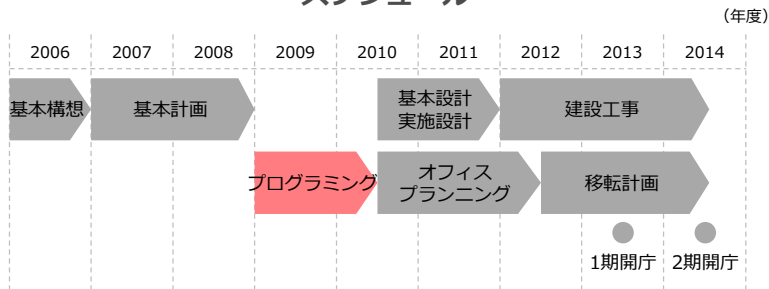 スケジュール
（年度）
2006 2007 2008 2009 2010 2011 2012 2013 2014
基本構想
基本計画
基本設計
実施設計
建設工事
プログラミング
オフィス
プランニング
移転計画
1期開庁 2期開庁